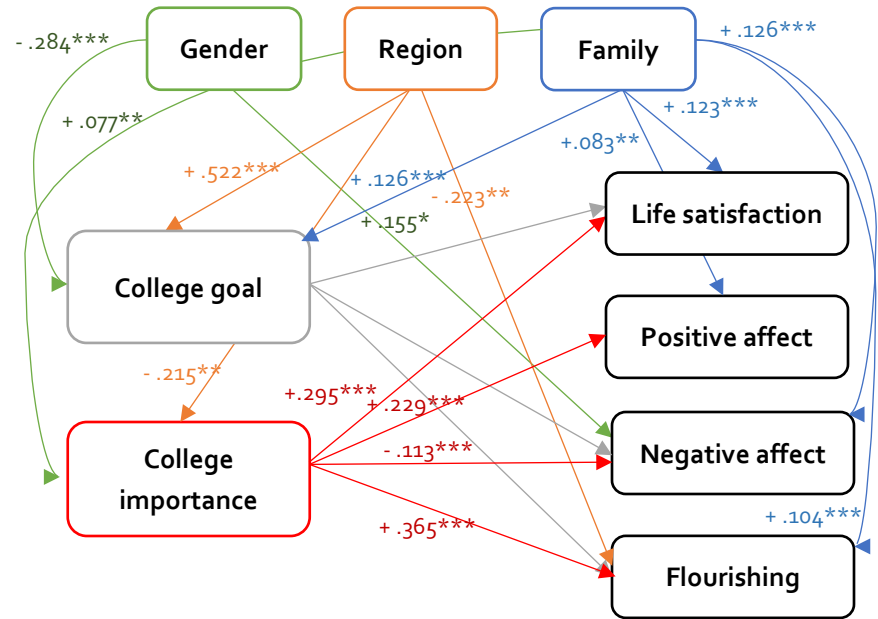 Gender
Region
Family
- .284***
+ .126***
+ .077**
+ .123***
+.083**
+ .522***
+ .126***
- .223**
+ .155*
Life satisfaction
College goal
Positive affect
- .215**
+.295***
+ .229***
- .113***
Negative affect
College
importance
+ .365***
+ .104***
Flourishing